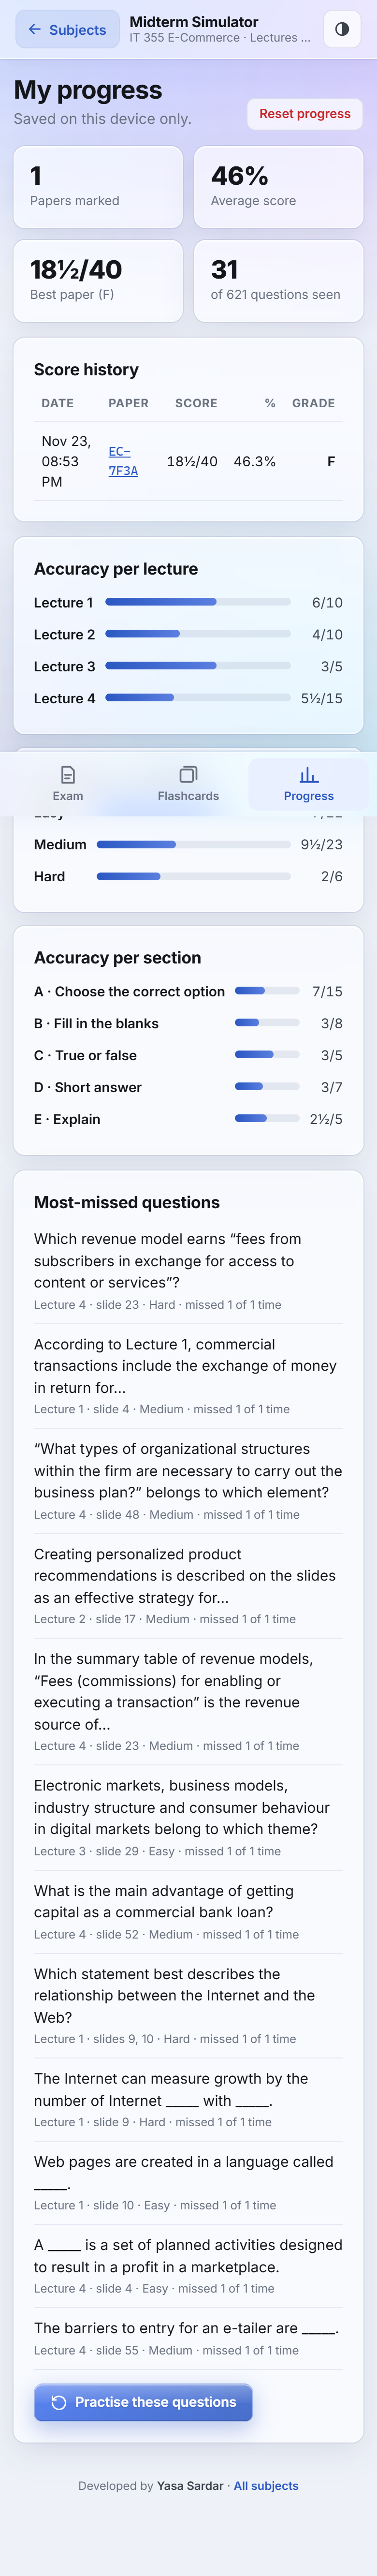 Subjects
Midterm Simulator
IT 355 E-Commerce · Lectures ...
My progress
Saved on this device only.
Reset progress
1
Papers marked
46%
Average score
18½/40
Best paper (F)
31
of 621 questions seen
Score history
DATE PAPER SCORE % GRADE
Nov 23,
08:53
PM
EC-
7F3A
18½/40 46.3% F
Accuracy per lecture
Lecture 1 6/10
Lecture 2 4/10
Lecture 3 3/5
Lecture 4 5½/15
Exam
Flashcards
Progress
Medium 9½/23
Hard 2/6
Accuracy per section
A · Choose the correct option 7/15
B · Fill in the blanks 3/8
C · True or false 3/5
D · Short answer 3/7
E · Explain 2½/5
Most-missed questions
Which revenue model earns “fees from
subscribers in exchange for access to
content or services”?
Lecture 4 · slide 23 · Hard · missed 1 of 1 time
According to Lecture 1, commercial
transactions include the exchange of money
in return for...
Lecture 1 · slide 4 · Medium · missed 1 of 1 time
“What types of organizational structures
within the firm are necessary to carry out the
business plan?” belongs to which element?
Lecture 4 · slide 48 · Medium · missed 1 of 1 time
Creating personalized product
recommendations is described on the slides
as an effective strategy for...
Lecture 2 · slide 17 · Medium · missed 1 of 1 time
In the summary table of revenue models,
“Fees (commissions) for enabling or
executing a transaction” is the revenue
source of...
Lecture 4 · slide 23 · Medium · missed 1 of 1 time
Electronic markets, business models,
industry structure and consumer behaviour
in digital markets belong to which theme?
Lecture 3 · slide 29 · Easy · missed 1 of 1 time
What is the main advantage of getting
capital as a commercial bank loan?
Lecture 4 · slide 52 · Medium · missed 1 of 1 time
Which statement best describes the
relationship between the Internet and the
Web?
Lecture 1 · slides 9, 10 · Hard · missed 1 of 1 time
The Internet can measure growth by the
number of Internet _____ with _____.
Lecture 1 · slide 9 · Hard · missed 1 of 1 time
Web pages are created in a language called
_____.
Lecture 1 · slide 10 · Easy · missed 1 of 1 time
A _____ is a set of planned activities designed
to result in a profit in a marketplace.
Lecture 4 · slide 4 · Easy · missed 1 of 1 time
The barriers to entry for an e-tailer are _____.
Lecture 4 · slide 55 · Medium · missed 1 of 1 time
Practise these questions
Developed by Yasa Sardar · All subjects